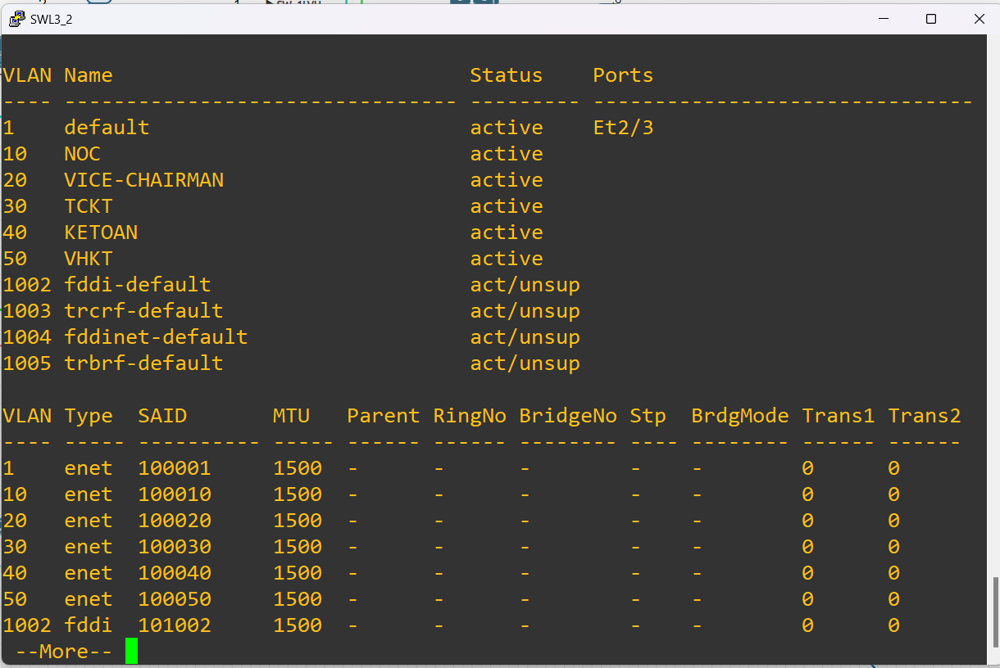 SWL3_2
VLAN Name                             Status    Ports
---- -------------------------------- --------- -------------------------------
1    default                          active    Et2/3
10   NOC                              active
20   VICE-CHAIRMAN                    active
30   TCKT                             active
40   KETOAN                           active
50   VHKT                             active
1002 fddi-default                     act/unsup
1003 trcrf-default                    act/unsup
1004 fddinet-default                  act/unsup
1005 trbrf-default                    act/unsup
VLAN Type  SAID       MTU   Parent RingNo BridgeNo Stp  BrdgMode Trans1 Trans2
---- ----- ---------- ----- ------ ------ -------- ---- -------- ------ ------
1    enet  100001     1500  -      -      -        -    -        0      0
10   enet  100010     1500  -      -      -        -    -        0      0
20   enet  100020     1500  -      -      -        -    -        0      0
30   enet  100030     1500  -      -      -        -    -        0      0
40   enet  100040     1500  -      -      -        -    -        0      0
50   enet  100050     1500  -      -      -        -    -        0      0
1002 fddi  101002     1500  -      -      -        -    -        0      0
 --More--